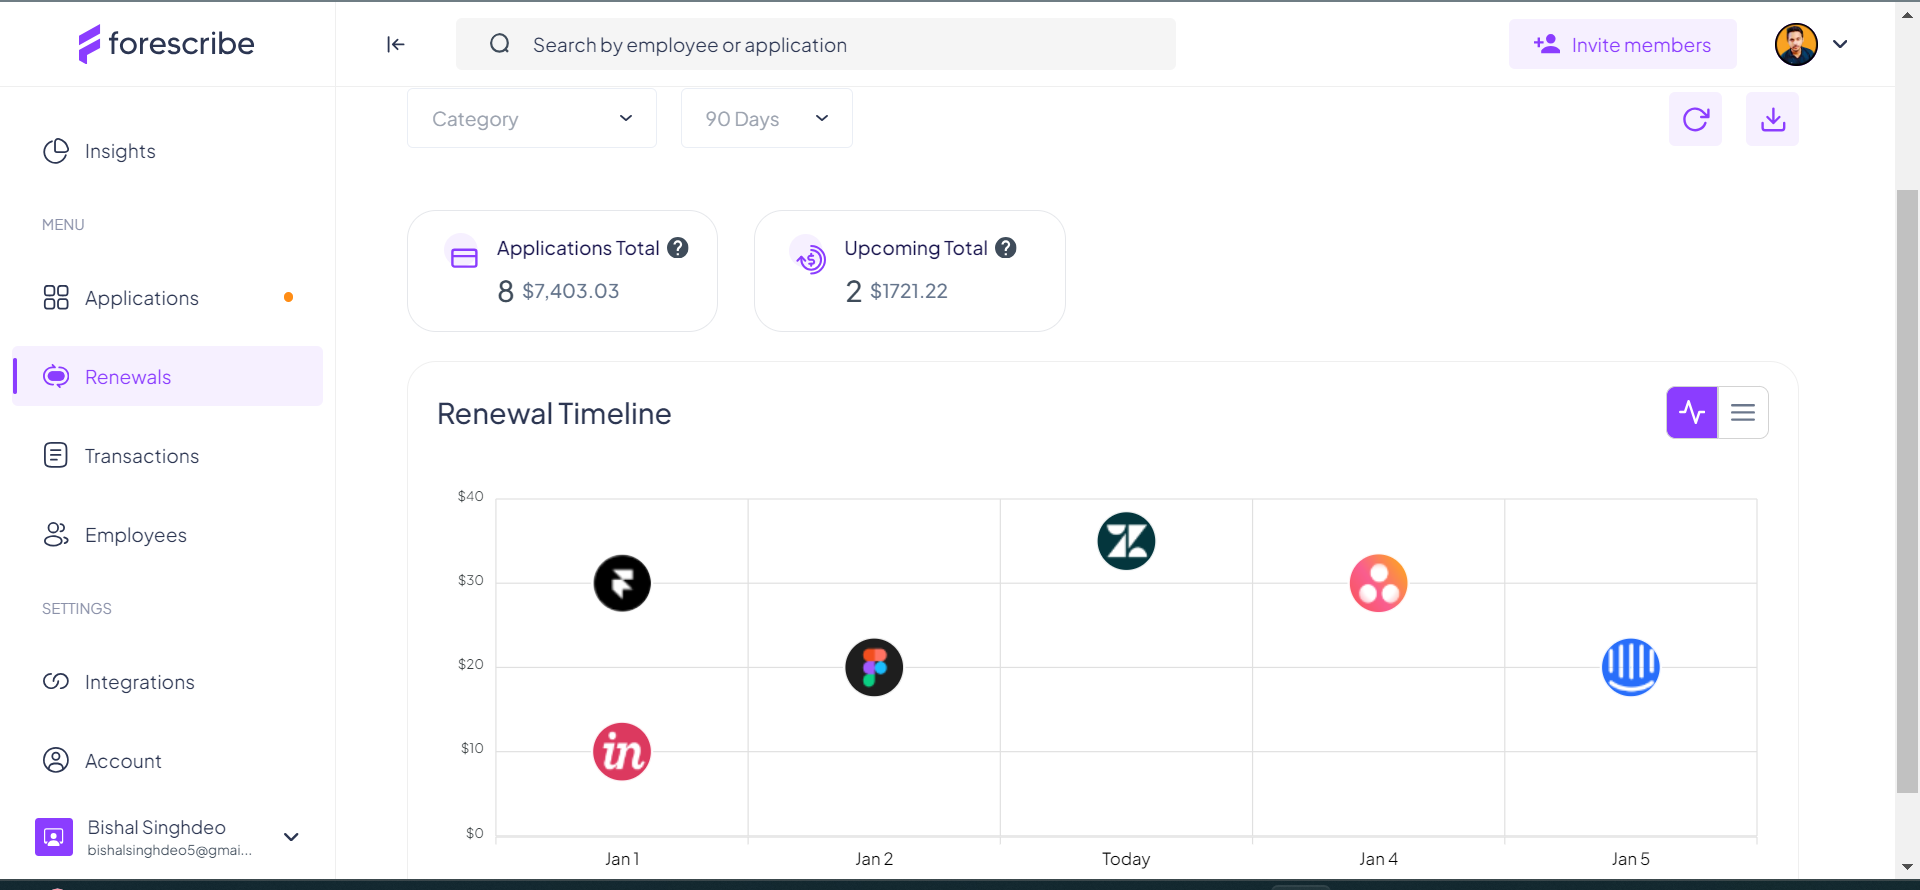 forescribe
Search by employee or application
Invite members
Category
90 Days
Insights
MENU
Applications
Renewals
Transactions
Employees
SETTINGS
Integrations
Account
Bishal Singhdeo
bishalsinghdeo5@gmai...
Applications Total ?
8 $7,403.03
Upcoming Total ?
2 $1721.22
Renewal Timeline
$40
$30
$20
$10
$0
in
Jan 1
Jan 2
Today
Jan 4
Jan 5